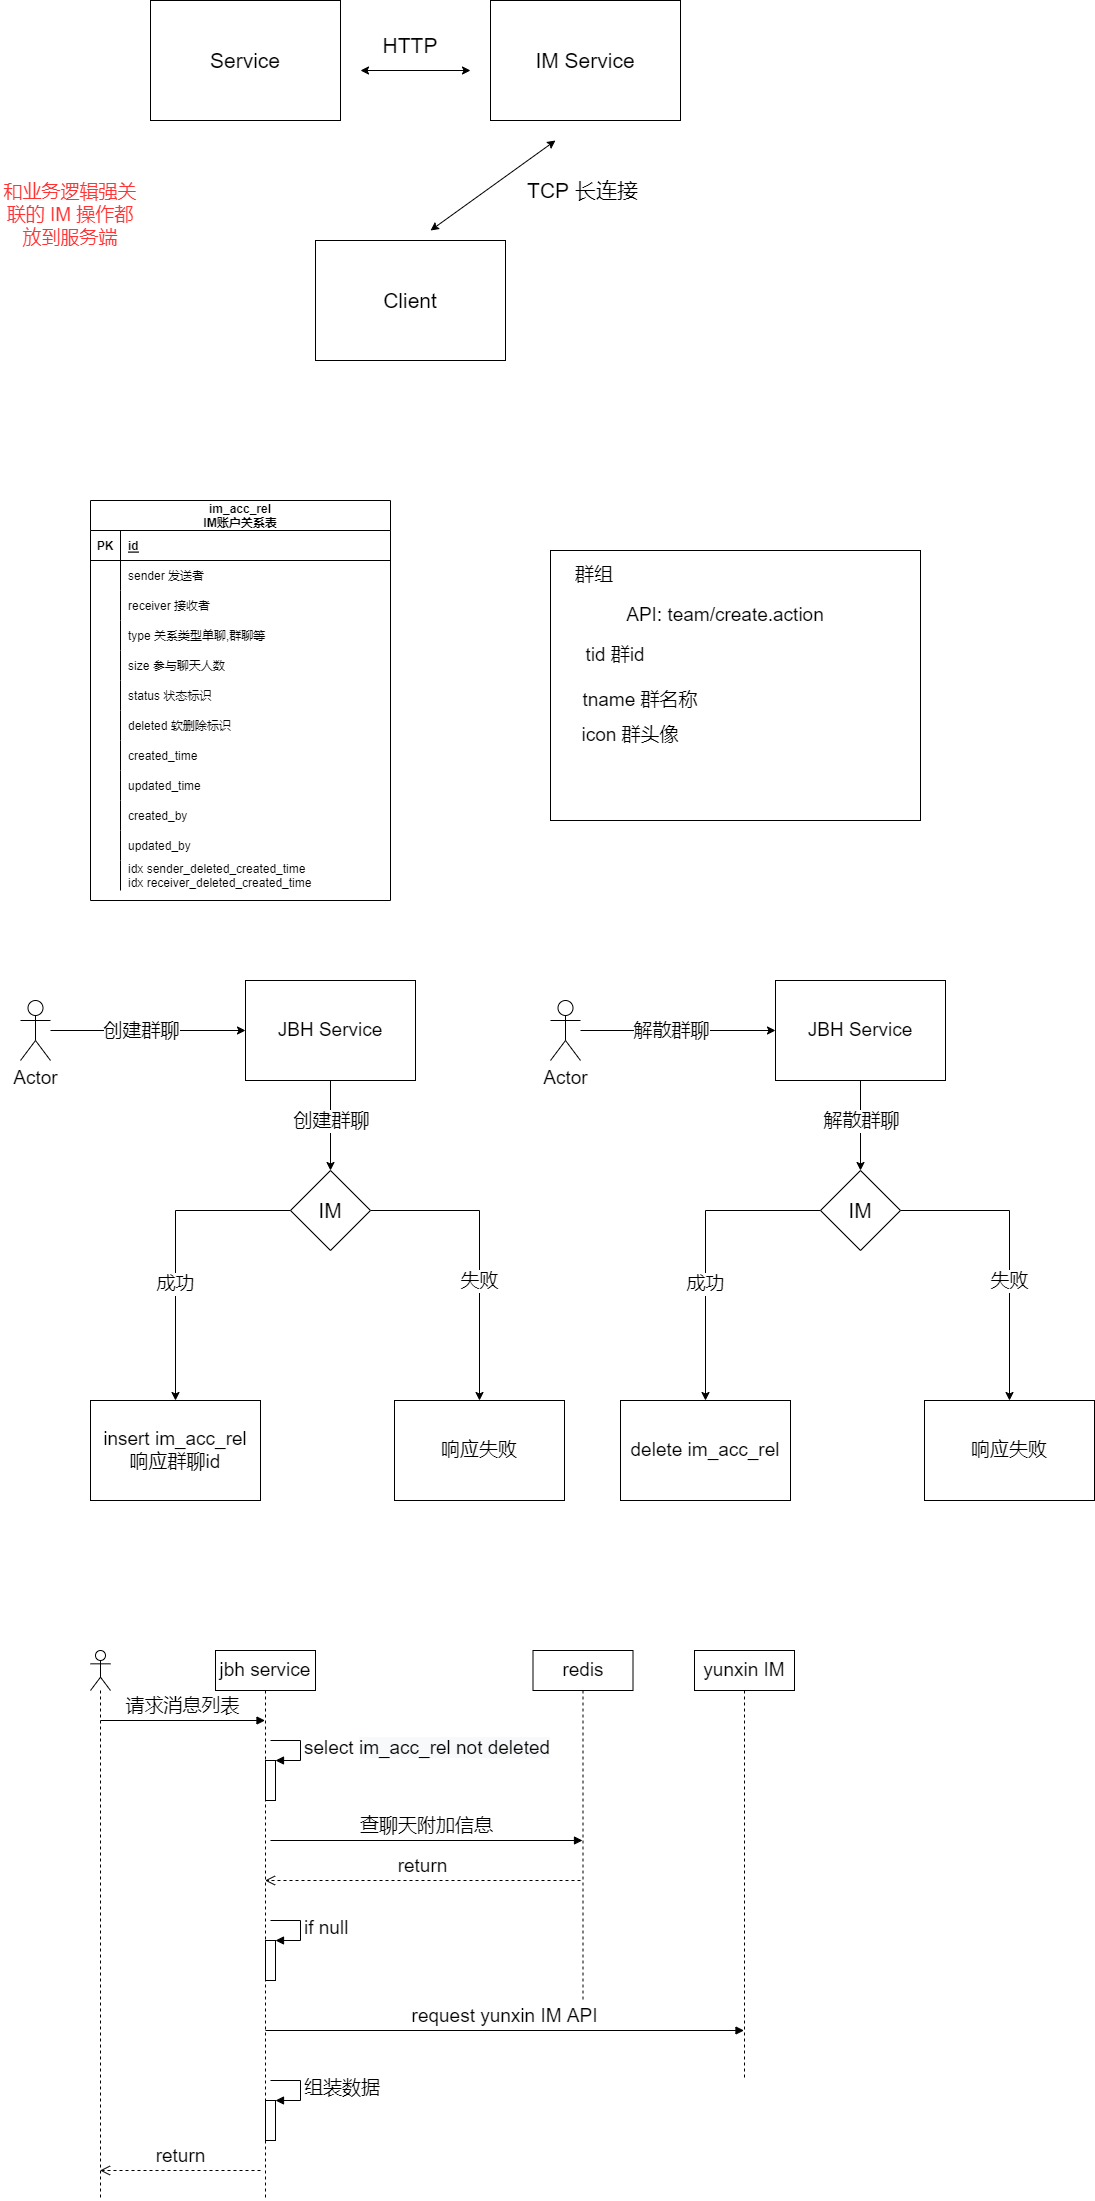 Service
HTTP
IM Service
TCP 长连接
和业务逻辑强关
联的 IM 操作都
放到服务端
Client
im_acc_rel
IM账户关系表
PK id
sender 发送者
receiver 接收者
type 关系类型单聊,群聊等
size 参与聊天人数
status 状态标识
deleted 软删除标识
created_time
updated_time
created_by
updated_by
idx sender_deleted_created_time
idx receiver_deleted_created_time
群组
API: team/create.action
tid 群id
tname 群名称
icon 群头像
Actor
创建群聊
JBH Service
创建群聊
IM
成功
失败
insert im_acc_rel
响应群聊id
响应失败
Actor
解散群聊
JBH Service
解散群聊
IM
成功
失败
delete im_acc_rel
响应失败
jbh service
redis
yunxin IM
请求消息列表
select im_acc_rel not deleted
查聊天附加信息
return
if null
request yunxin IM API
组装数据
return